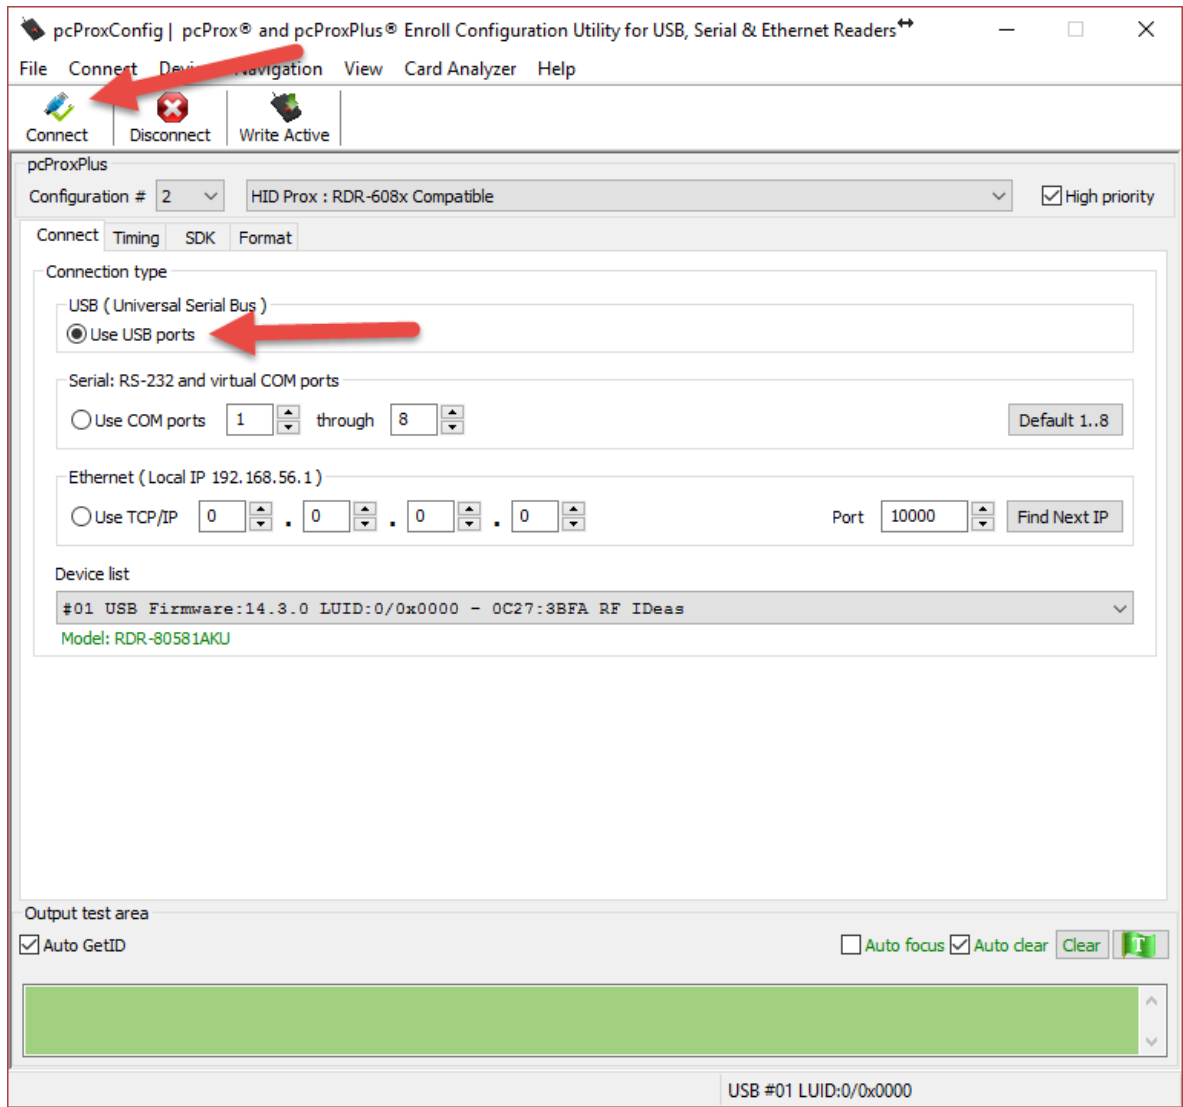 pcProxConfig | pcProx® and pcProxPlus® Enroll Configuration Utility for USB, Serial & Ethernet Readers
File Connect Navigation View Card Analyzer Help
Connect Disconnect Write Active
pcProxPlus
Configuration # 2 HID Prox : RDR-608x Compatible High priority
Connect Timing SDK Format
Connection type
USB ( Universal Serial Bus )
Use USB ports
Serial: RS-232 and virtual COM ports
Use COM ports 1 through 8 Default 1..8
Ethernet ( Local IP 192.168.56.1 )
Use TCP/IP 0 . 0 . 0 . 0 Port 10000 Find Next IP
Device list
#01 USB Firmware:14.3.0 LUID:0/0x0000 - 0C27:3BFA RF IDeas
Model: RDR-80581AKU
Output test area
Auto GetID Auto focus Auto clear Clear T
USB #01 LUID:0/0x0000